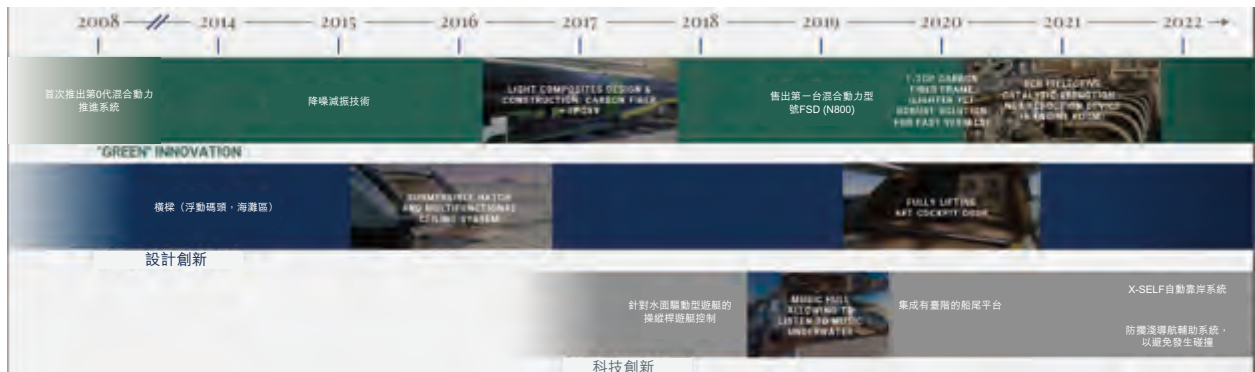 2008 2014 2015 2016 2017 2018 2019 2020 2021 2022
首次推出第0代混合動力
推進系統
降噪減振技術
LIGHT COMPOSITES DESIGN &
CONSTRUCTION: CARBON FIBER
+ EPOXY
售出第一台混合動力型
號FSD (N800)
FOR FAST VESSELS)
"GREEN" INNOVATION
橫樑（浮動碼頭，海灘區）
SUBMERSIBLE HATCH
AND MULTIFUNCTIONAL
CEILING SYSTEM
FULLY LIFTING
AFT COCKPIT DOOR
設計創新
針對水面驅動型遊艇的
操縱桿遊艇控制
MUSIC HULL
ALLOWING TO
LISTEN TO MUSIC
UNDERWATER
集成有臺階的船尾平台
X-SELF自動靠岸系統
防擱淺導航輔助系統，
以避免發生碰撞
科技創新